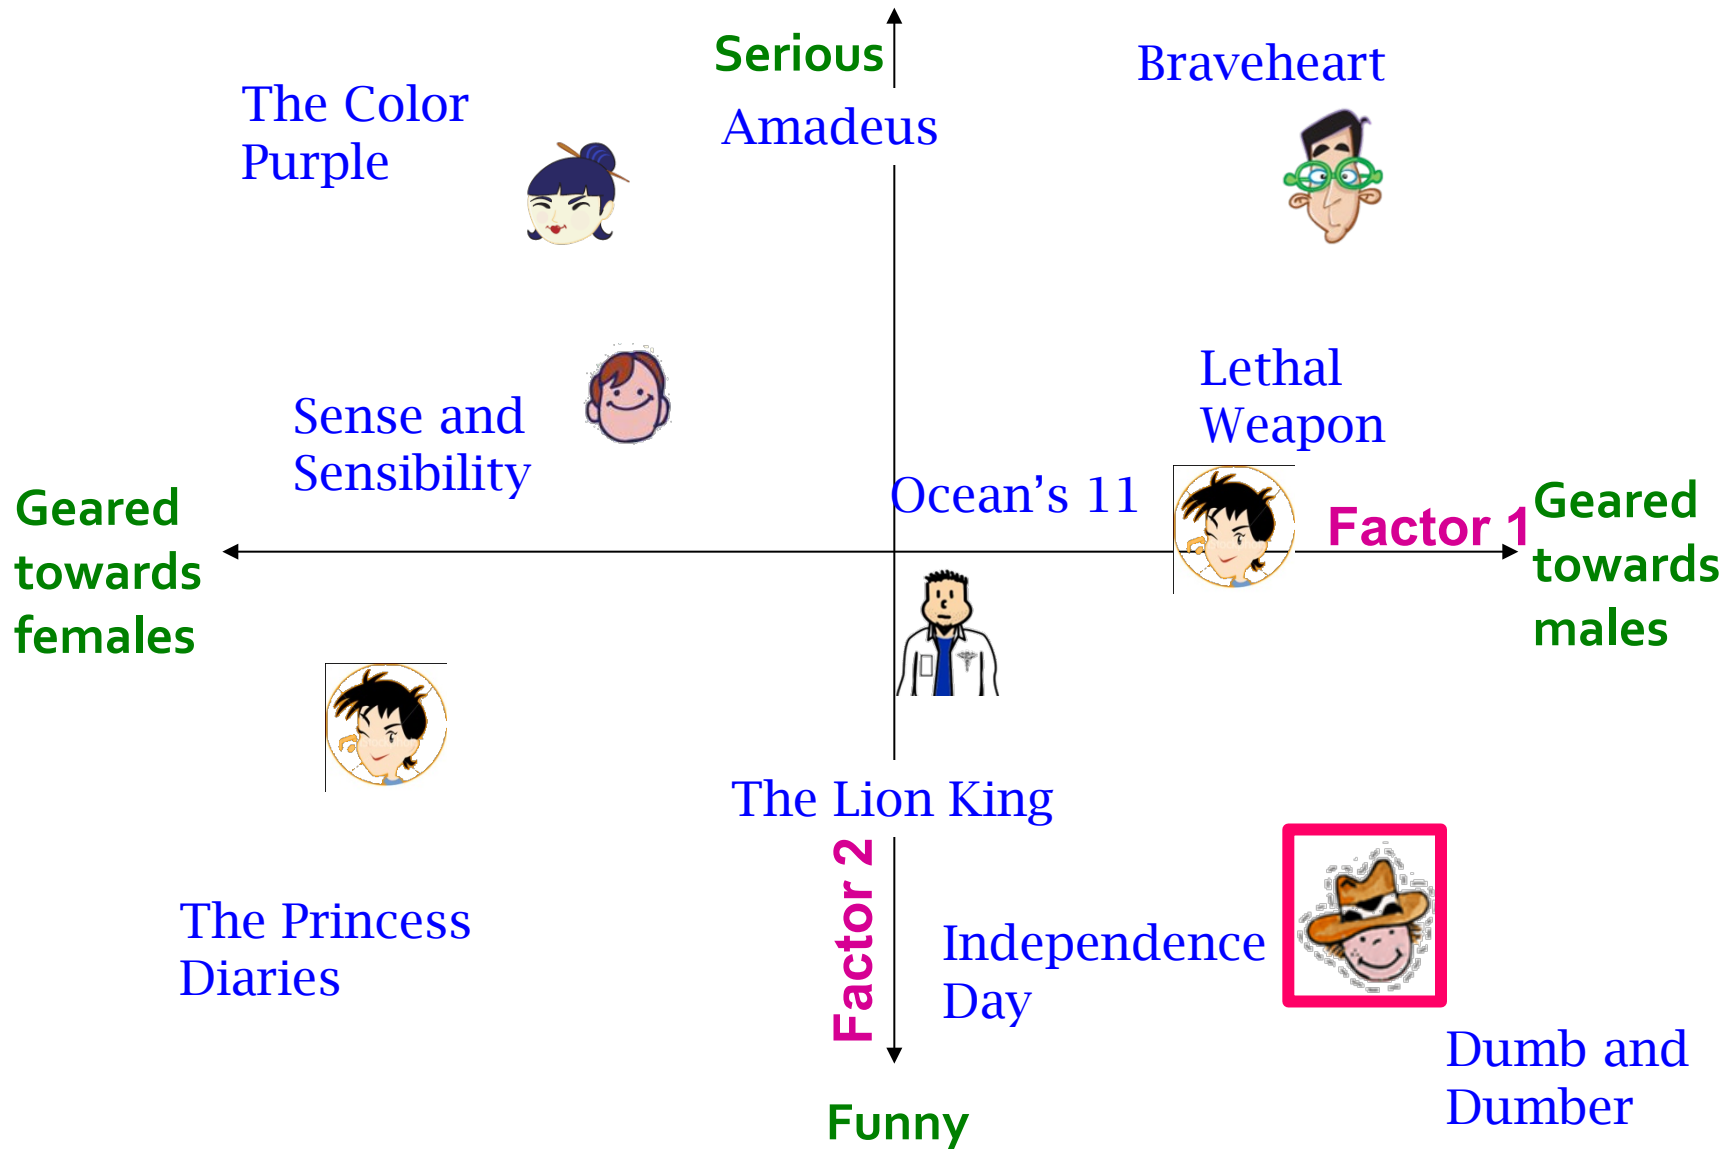 Serious
Braveheart
The Color
Purple
Amadeus
Lethal
Weapon
Sense and
Sensibility
Ocean’s 11
Geared
towards
females
Factor 1
Geared
towards
males
The Lion King
Factor 2
The Princess
Diaries
Independence
Day
Dumb and
Dumber
Funny